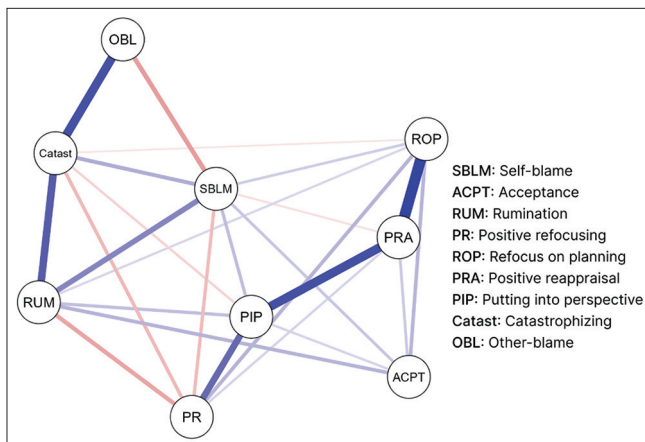 OBL
Catast
ROP
SBLM
PRA
RUM
PIP
ACPT
PR
SBLM: Self-blame
ACPT: Acceptance
RUM: Rumination
PR: Positive refocusing
ROP: Refocus on planning
PRA: Positive reappraisal
PIP: Putting into perspective
Catast: Catastrophizing
OBL: Other-blame